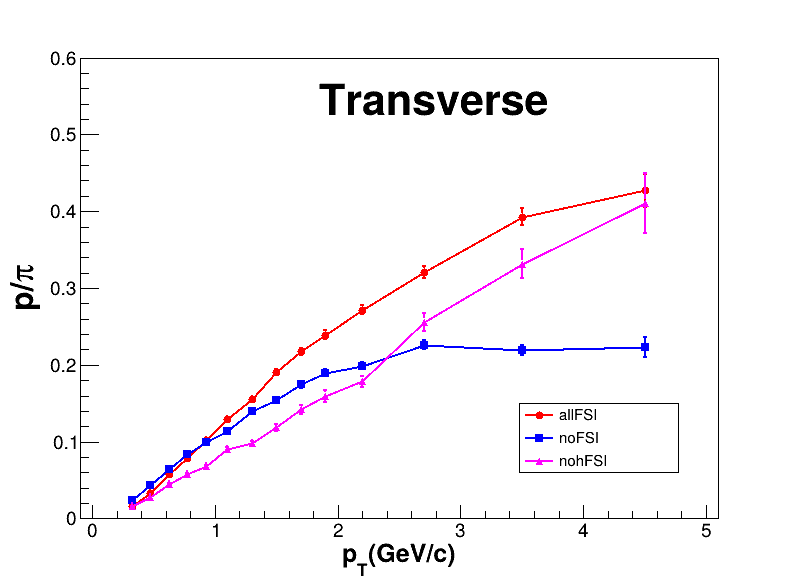 Transverse
0.6
0.5
0.4
0.3
0.2
0.1
0
p/π
0 1 2 3 4 5
p_T(GeV/c)
allFSI
noFSI
nohFSI